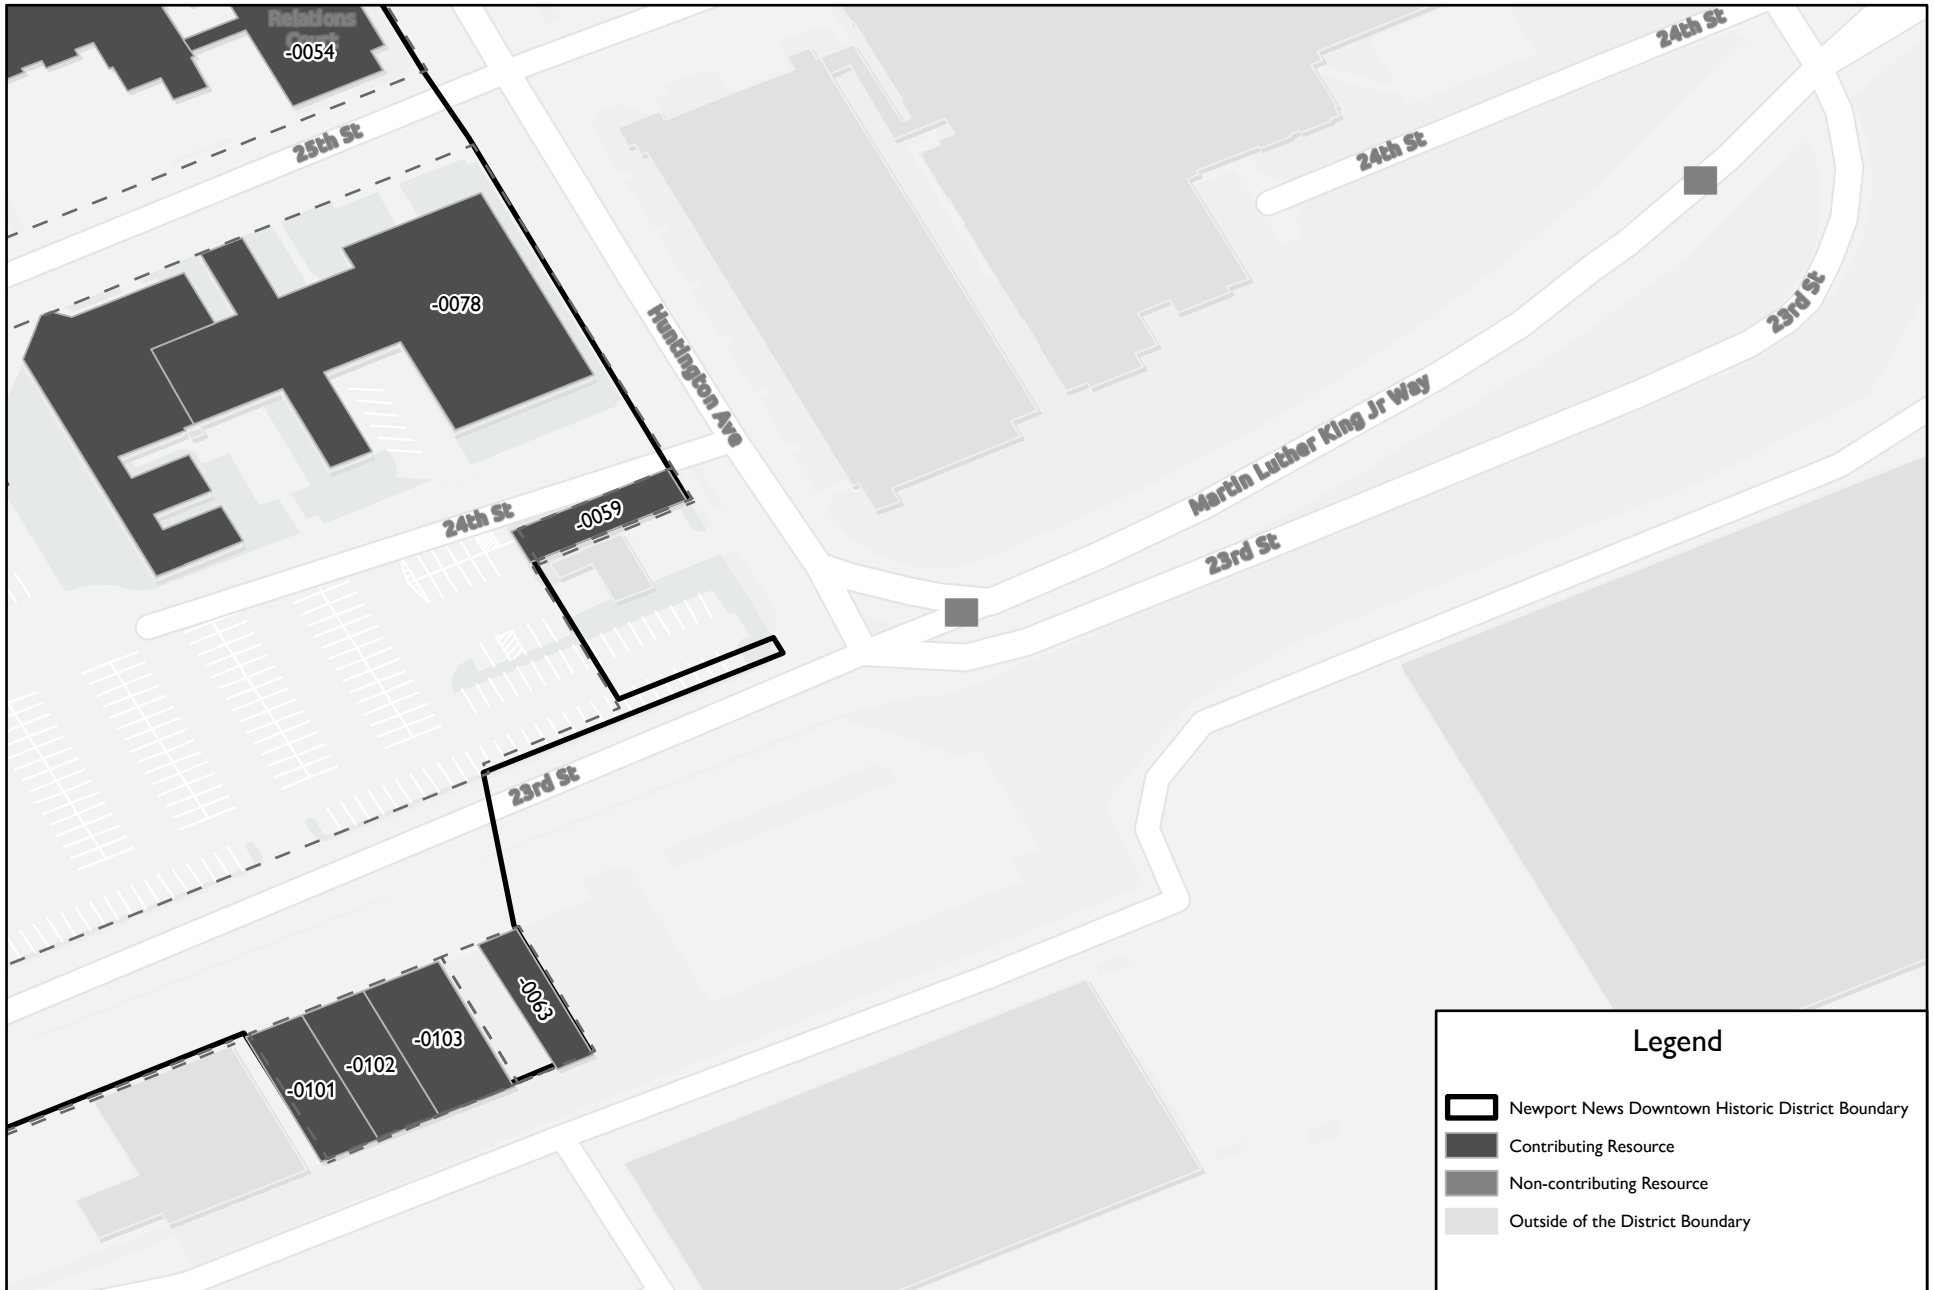 Relations
Court
-0054
24th St
25th St
24th St
-0078
Huntington Ave
23rd St
Martin Luther King Jr Way
-0059
24th St
23rd St
23rd St
-0063
-0103
-0102
-0101
Legend
Newport News Downtown Historic District Boundary
Contributing Resource
Non-contributing Resource
Outside of the District Boundary